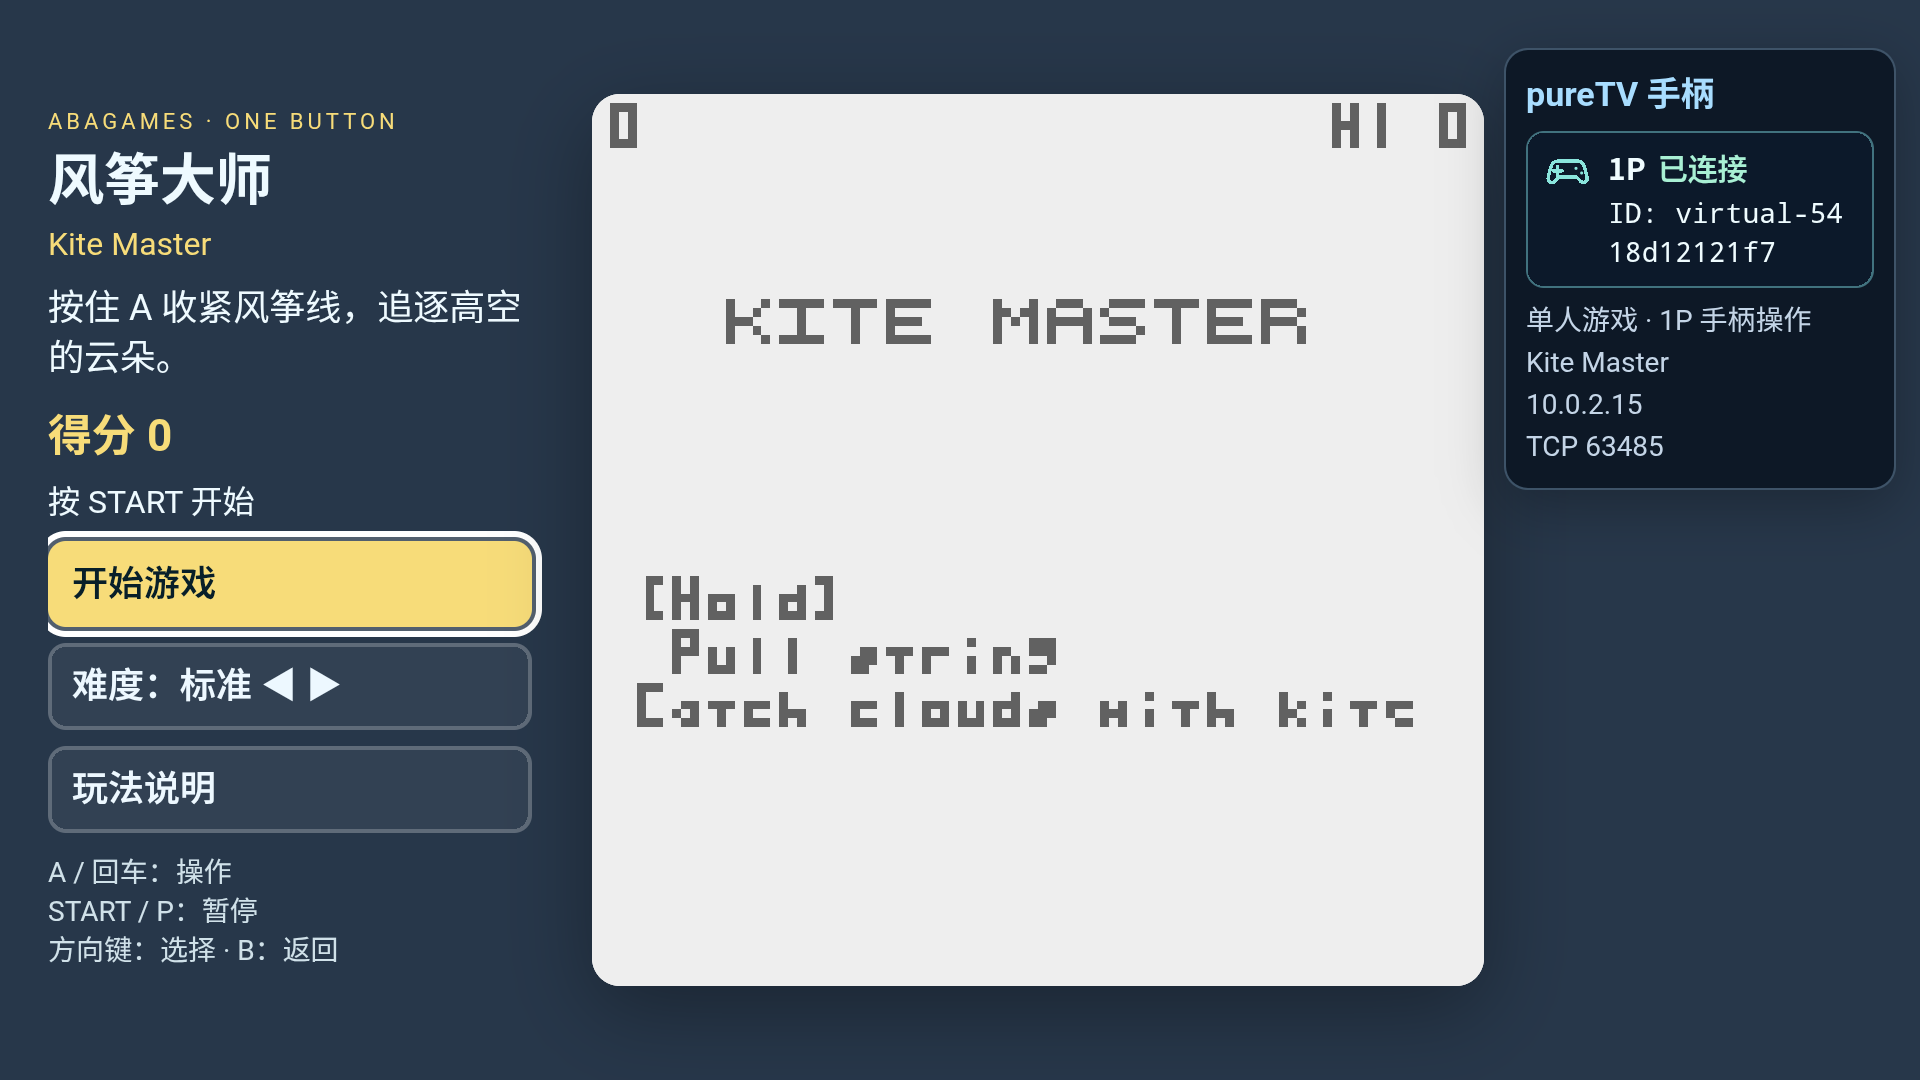 ABAGAMES · ONE BUTTON
风筝大师
Kite Master
按住 A 收紧风筝线，追逐高空
的云朵。
得分 0
按 START 开始
开始游戏
难度：标准 ◀ ▶
玩法说明
A / 回车：操作
START / P：暂停
方向键：选择 · B：返回
0
HI 0
KITE MASTER
[Hold]
Pull string
Catch clouds with kite
pureTV 手柄
1P 已连接
ID: virtual-54
18d12121f7
单人游戏 · 1P 手柄操作
Kite Master
10.0.2.15
TCP 63485